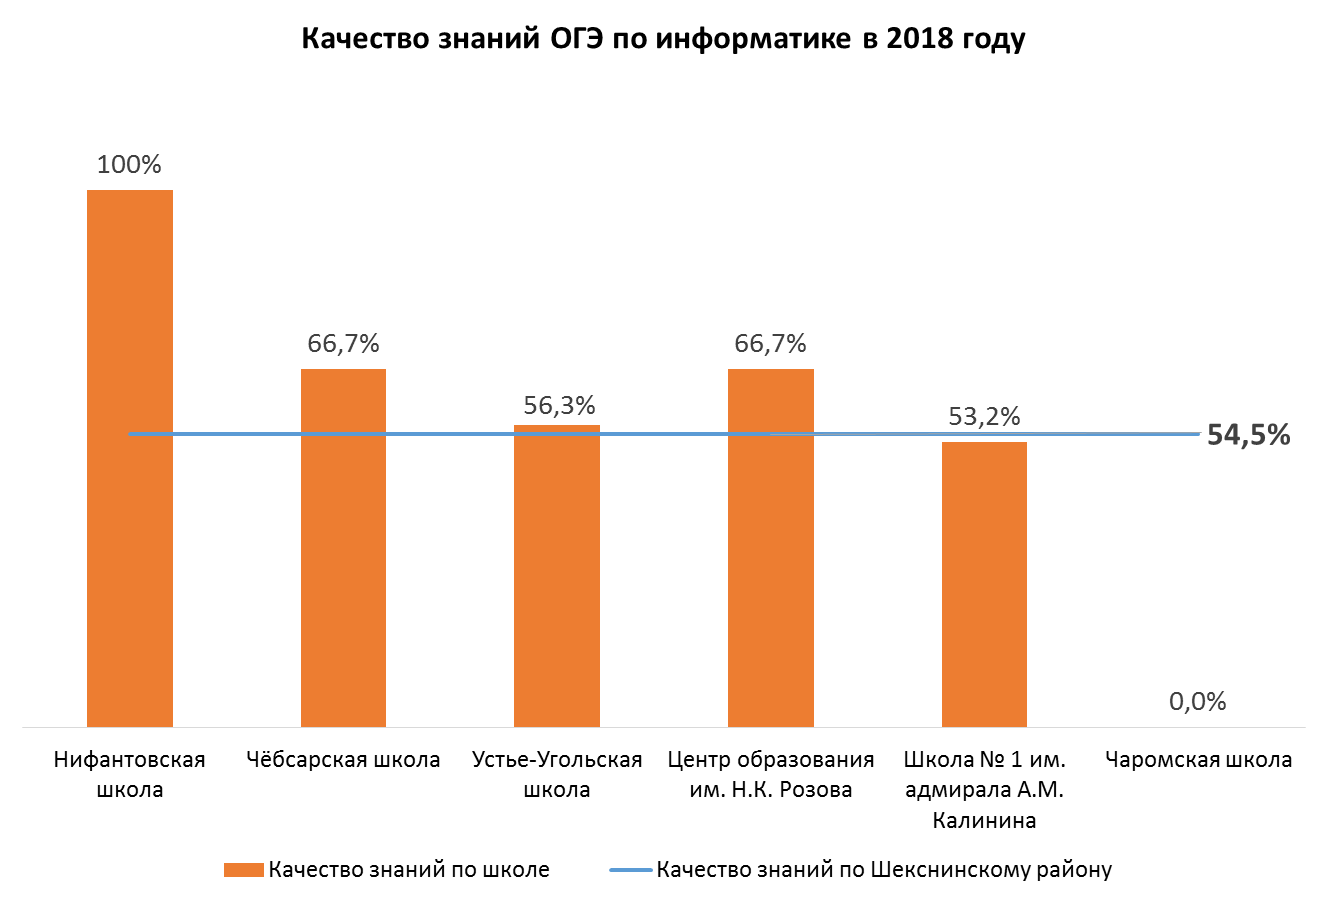 Качество знаний ОГЭ по информатике в 2018 году
100%
66,7%
56,3%
66,7%
53,2%
54,5%
0,0%
Нифантовская
школа
Чёбсарская школа
Устье-Угольская
школа
Центр образования
им. Н.К. Розова
Школа № 1 им.
адмирала А.М.
Калинина
Чаромская школа
Качество знаний по школе
Качество знаний по Шекснинскому району